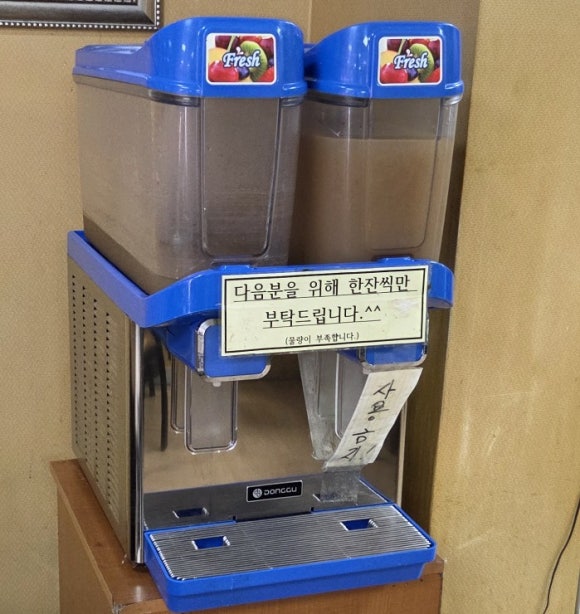 Fresh
Fresh
다음분을 위해 한잔씩만
부탁드립니다.^^
(물량이 부족합니다.)
사용금지!
DONGGU